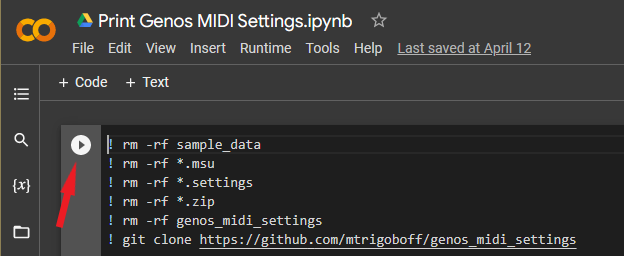 Print Genos MIDI Settings.ipynb
File Edit View Insert Runtime Tools Help Last saved at April 12
+ Code + Text
! rm -rf sample_data
! rm -rf *.msu
{x} ! rm -rf *.settings
! rm -rf *.zip
! rm -rf genos_midi_settings
! git clone https://github.com/mtrigoboff/genos_midi_settings